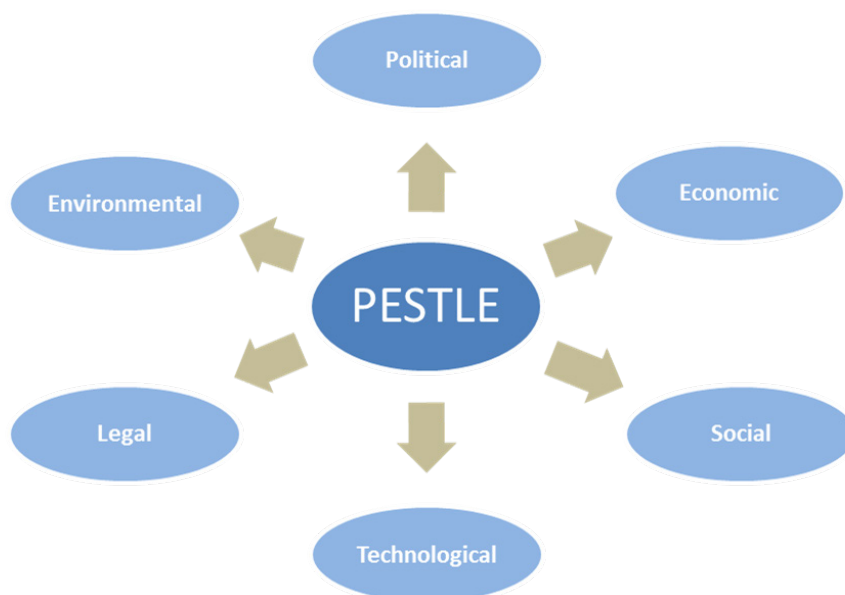 Political
Environmental
Economic
PESTLE
Legal
Social
Technological